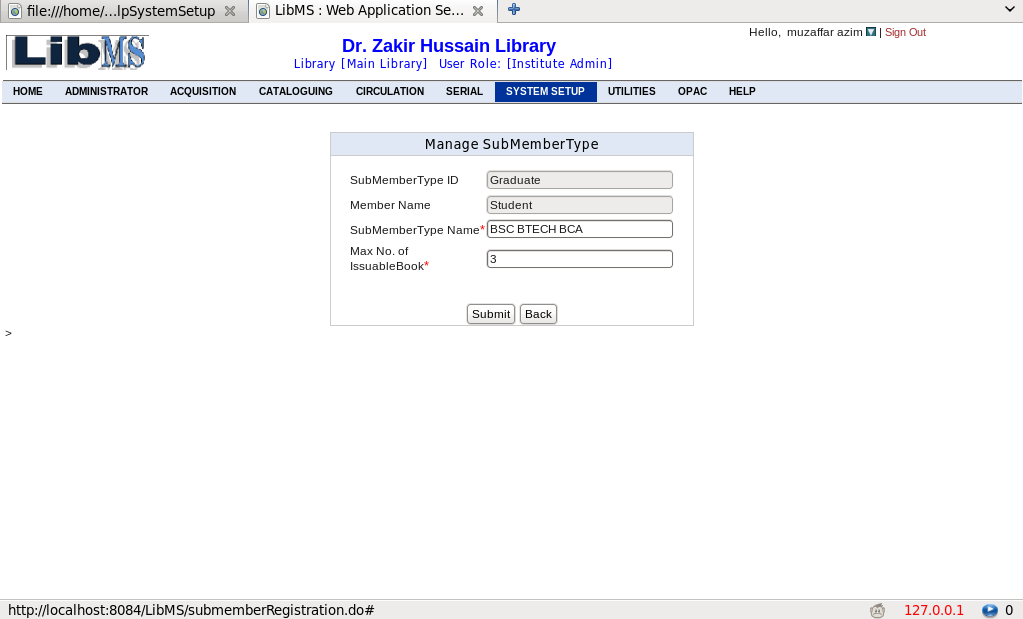 file:///home/...lpSystemSetup LibMS : Web Application Se...
Hello, muzaffar azim | Sign Out
LibMS
Dr. Zakir Hussain Library
Library [Main Library] User Role: [Institute Admin]
HOME ADMINISTRATOR ACQUISITION CATALOGUING CIRCULATION SERIAL SYSTEM SETUP UTILITIES OPAC HELP
Manage SubMemberType
SubMemberType ID Graduate
Member Name Student
SubMemberType Name* BSC BTECH BCA
Max No. of
IssuableBook* 3
Submit Back
>
http://localhost:8084/LibMS/submemberRegistration.do# 127.0.0.1 0